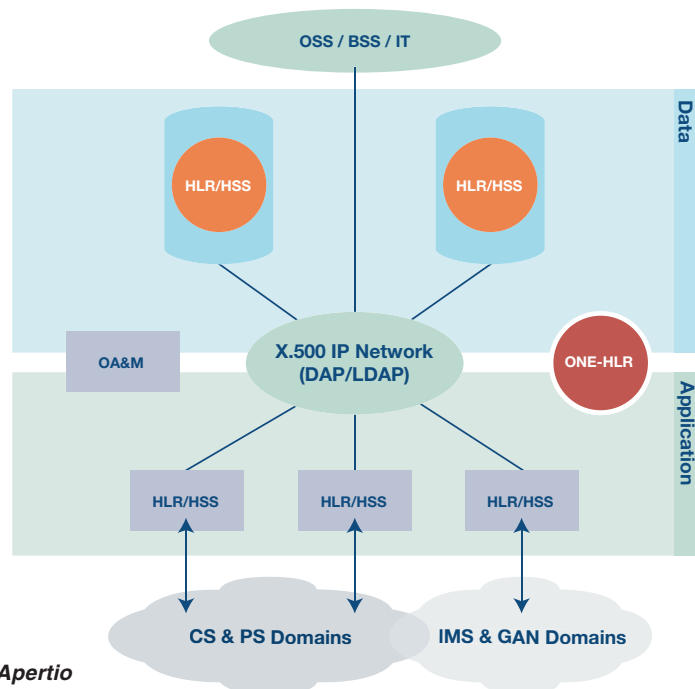 OSS / BSS / IT
Data
HLR/HSS
HLR/HSS
X.500 IP Network
(DAP/LDAP)
OA&M
ONE-HLR
Application
HLR/HSS
HLR/HSS
HLR/HSS
CS & PS Domains
IMS & GAN Domains
Apertio